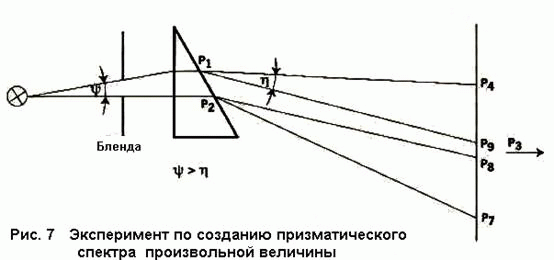 P₁
P₄
ψ
η
P₂
P₉
P₈
P₃
Бленда
ψ > η
P₇
Рис. 7 Эксперимент по созданию призматического
спектра произвольной величины